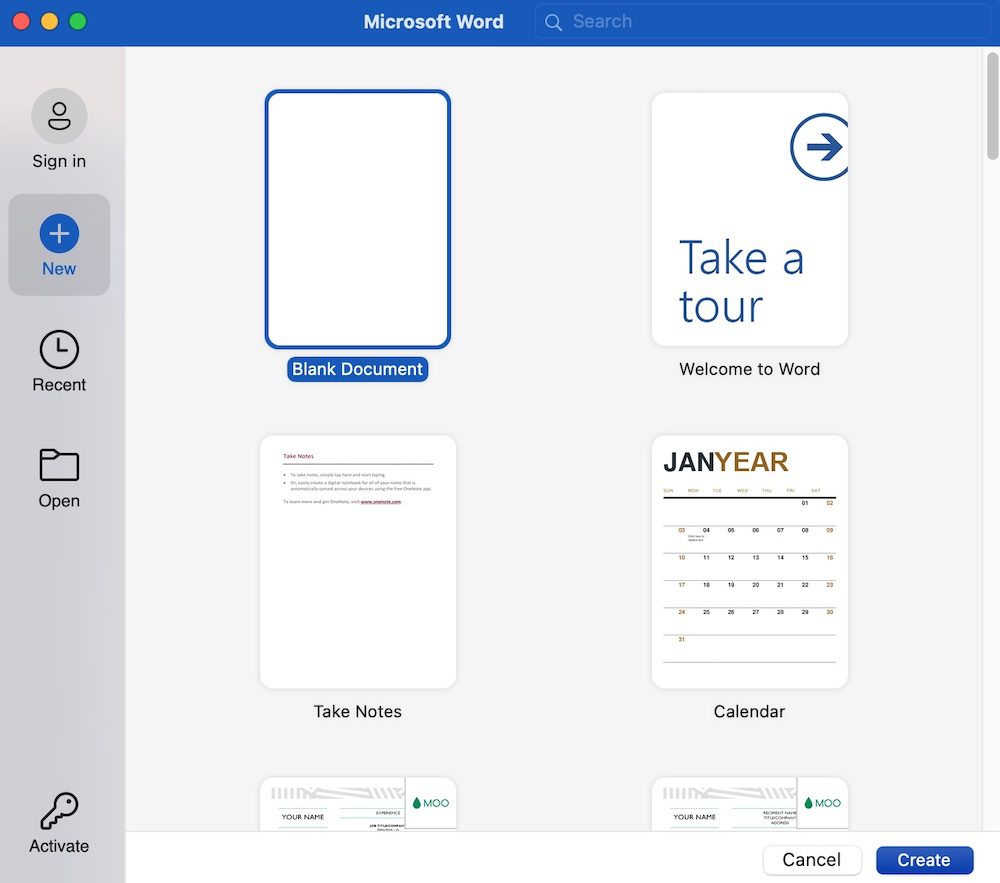 Microsoft Word
Search
Sign in
New
Recent
Open
Activate
Blank Document
Take a
tour
Welcome to Word
Take Notes
To take notes, simply tap here and start typing.
Or, easily create a digital notebook for all of your notes that is
automatically synced across your devices using the free OneNote app.
To learn more and get OneNote, visit www.onenote.com.
Take Notes
JANYEAR
SUN MON TUE WED THU FRI SAT
01 02
03 04 05 06 07 08 09
10 11 12 13 14 15 16
17 18 19 20 21 22 23
24 25 26 27 28 29 30
31
Calendar
YOUR NAME
EXPERIENCE
MOO
YOUR NAME
RECIPIENT NAME
TITLE/COMPANY
ADDRESS
MOO
Cancel
Create